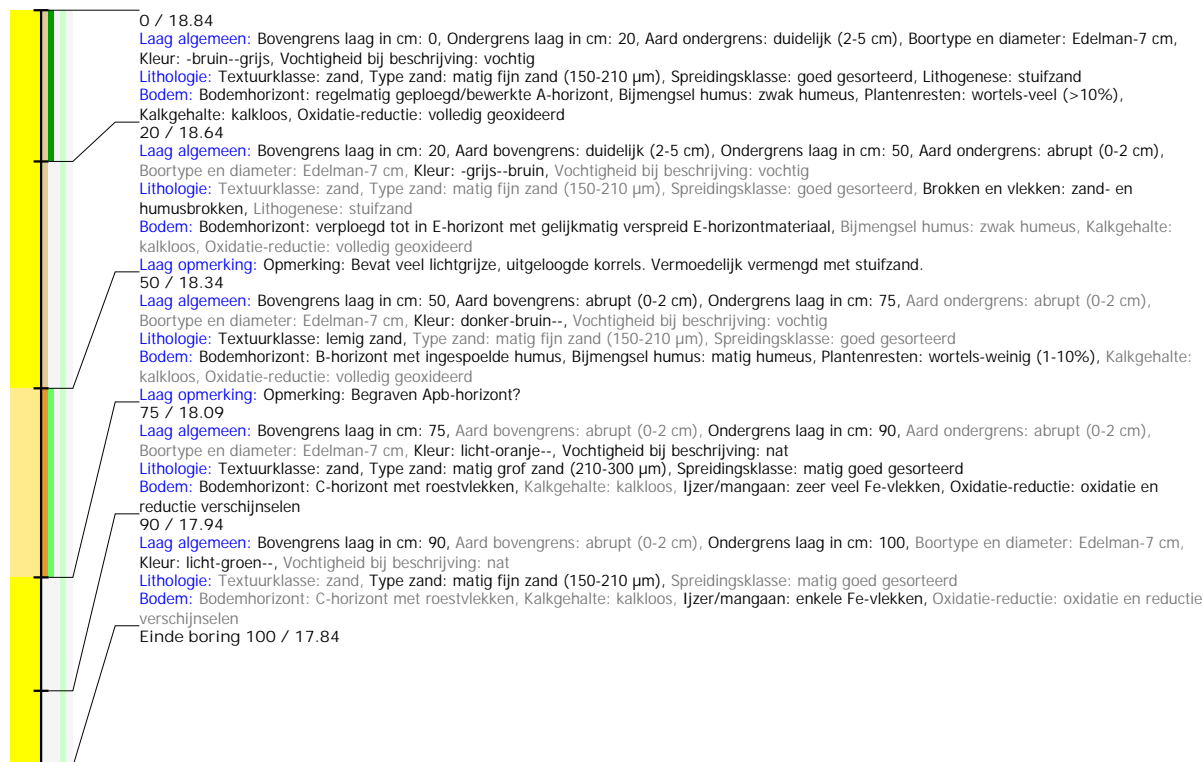 0 / 18.84
Laag algemeen: Bovengrens laag in cm: 0, Ondergrens laag in cm: 20, Aard ondergrens: duidelijk (2-5 cm), Boortype en diameter: Edelman-7 cm,
Kleur: -bruin--grijs, Vochtigheid bij beschrijving: vochtig
Lithologie: Textuurklasse: zand, Type zand: matig fijn zand (150-210 µm), Spreidingsklasse: goed gesorteerd, Lithogenese: stuifzand
Bodem: Bodemhorizont: regelmatig geploegd/bewerkte A-horizont, Bijmengsel humus: zwak humeus, Plantenresten: wortels-veel (>10%),
Kalkgehalte: kalkloos, Oxidatie-reductie: volledig geoxideerd
20 / 18.64
Laag algemeen: Bovengrens laag in cm: 20, Aard bovengrens: duidelijk (2-5 cm), Ondergrens laag in cm: 50, Aard ondergrens: abrupt (0-2 cm),
Boortype en diameter: Edelman-7 cm, Kleur: -grijs--bruin, Vochtigheid bij beschrijving: vochtig
Lithologie: Textuurklasse: zand, Type zand: matig fijn zand (150-210 µm), Spreidingsklasse: goed gesorteerd, Brokken en vlekken: zand- en
humusbrokken, Lithogenese: stuifzand
Bodem: Bodemhorizont: verploegd tot in E-horizont met gelijkmatig verspreid E-horizontmateriaal, Bijmengsel humus: zwak humeus, Kalkgehalte:
kalkloos, Oxidatie-reductie: volledig geoxideerd
Laag opmerking: Opmerking: Bevat veel lichtgrijze, uitgeloogde korrels. Vermoedelijk vermengd met stuifzand.
50 / 18.34
Laag algemeen: Bovengrens laag in cm: 50, Aard bovengrens: abrupt (0-2 cm), Ondergrens laag in cm: 75, Aard ondergrens: abrupt (0-2 cm),
Boortype en diameter: Edelman-7 cm, Kleur: donker-bruin--, Vochtigheid bij beschrijving: vochtig
Lithologie: Textuurklasse: lemig zand, Type zand: matig fijn zand (150-210 µm), Spreidingsklasse: goed gesorteerd
Bodem: Bodemhorizont: B-horizont met ingespoelde humus, Bijmengsel humus: matig humeus, Plantenresten: wortels-weinig (1-10%), Kalkgehalte:
kalkloos, Oxidatie-reductie: volledig geoxideerd
Laag opmerking: Opmerking: Begraven Apb-horizont?
75 / 18.09
Laag algemeen: Bovengrens laag in cm: 75, Aard bovengrens: abrupt (0-2 cm), Ondergrens laag in cm: 90, Aard ondergrens: abrupt (0-2 cm),
Boortype en diameter: Edelman-7 cm, Kleur: licht-oranje--, Vochtigheid bij beschrijving: nat
Lithologie: Textuurklasse: zand, Type zand: matig grof zand (210-300 µm), Spreidingsklasse: matig goed gesorteerd
Bodem: Bodemhorizont: C-horizont met roestvlekken, Kalkgehalte: kalkloos, Ijzer/mangaan: zeer veel Fe-vlekken, Oxidatie-reductie: oxidatie en
reductie verschijnselen
90 / 17.94
Laag algemeen: Bovengrens laag in cm: 90, Aard bovengrens: abrupt (0-2 cm), Ondergrens laag in cm: 100, Boortype en diameter: Edelman-7 cm,
Kleur: licht-groen--, Vochtigheid bij beschrijving: nat
Lithologie: Textuurklasse: zand, Type zand: matig fijn zand (150-210 µm), Spreidingsklasse: matig goed gesorteerd
Bodem: Bodemhorizont: C-horizont met roestvlekken, Kalkgehalte: kalkloos, Ijzer/mangaan: enkele Fe-vlekken, Oxidatie-reductie: oxidatie en reductie
verschijnselen
Einde boring 100 / 17.84